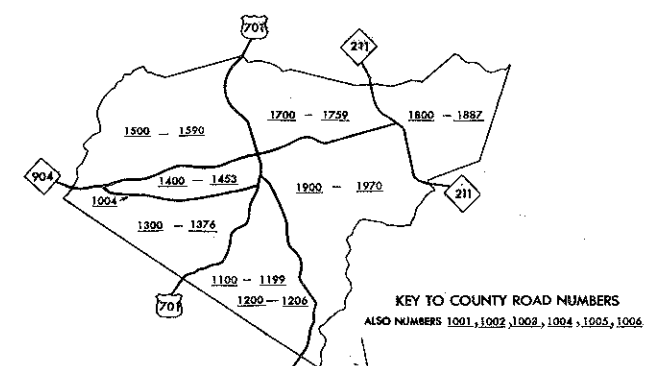 701
211
1700 — 1759
1800 — 1887
1500 — 1590
904
1400 — 1453
1900 — 1970
211
1004
1300 — 1376
1100 — 1199
1200 — 1206
701
KEY TO COUNTY ROAD NUMBERS
ALSO NUMBERS 1001, 1002, 1003, 1004, 1005, 1006